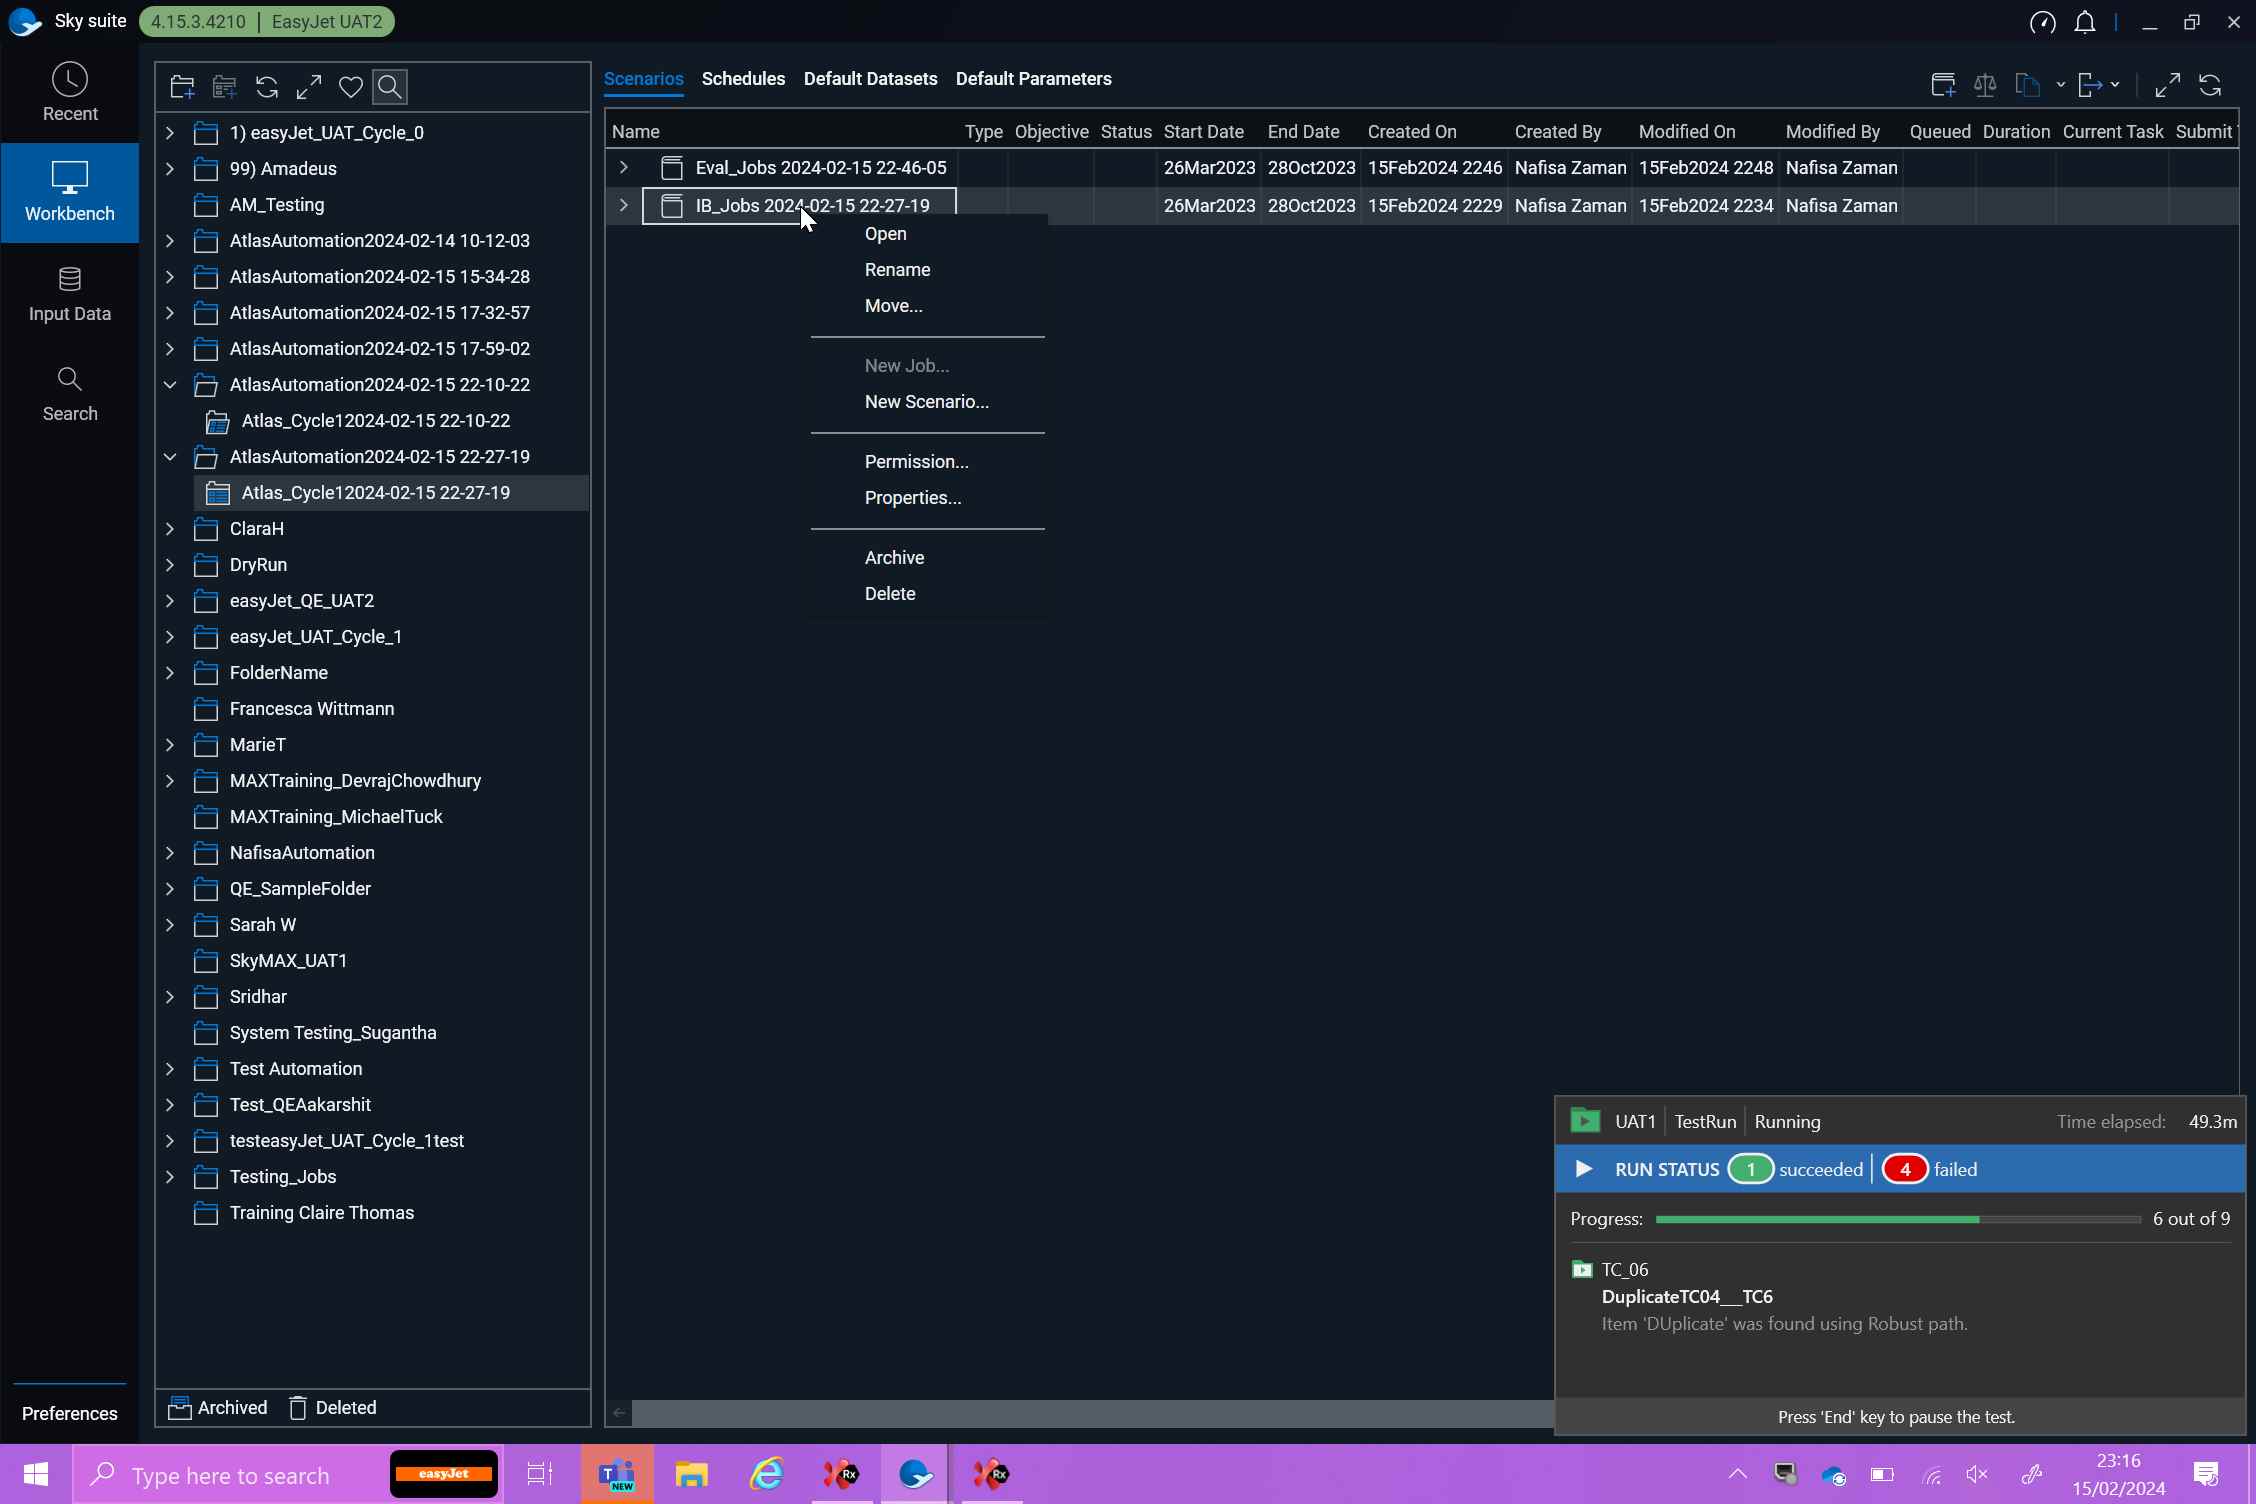 Sky suite 4.15.3.4210 | EasyJet UAT2
Recent
Workbench
Input Data
Search
Preferences
1) easyJet_UAT_Cycle_0
99) Amadeus
AM_Testing
AtlasAutomation2024-02-14 10-12-03
AtlasAutomation2024-02-15 15-34-28
AtlasAutomation2024-02-15 17-32-57
AtlasAutomation2024-02-15 17-59-02
AtlasAutomation2024-02-15 22-10-22
Atlas_Cycle12024-02-15 22-10-22
AtlasAutomation2024-02-15 22-27-19
Atlas_Cycle12024-02-15 22-27-19
ClaraH
DryRun
easyJet_QE_UAT2
easyJet_UAT_Cycle_1
FolderName
Francesca Wittmann
MarieT
MAXTraining_DevrajChowdhury
MAXTraining_MichaelTuck
NafisaAutomation
QE_SampleFolder
Sarah W
SkyMAX_UAT1
Sridhar
System Testing_Sugantha
Test Automation
Test_QEAakarshit
testeasyJet_UAT_Cycle_1test
Testing_Jobs
Training Claire Thomas
Archived Deleted
Scenarios Schedules Default Datasets Default Parameters
Name Type Objective Status Start Date End Date Created On Created By Modified On Modified By Queued Duration Current Task Submit
Eval_Jobs 2024-02-15 22-46-05 26Mar2023 28Oct2023 15Feb2024 2246 Nafisa Zaman 15Feb2024 2248 Nafisa Zaman
IB_Jobs 2024-02-15 22-27-19 26Mar2023 28Oct2023 15Feb2024 2229 Nafisa Zaman 15Feb2024 2234 Nafisa Zaman
Open
Rename
Move...
New Job...
New Scenario...
Permission...
Properties...
Archive
Delete
UAT1 | TestRun | Running Time elapsed: 49.3m
RUN STATUS 1 succeeded | 4 failed
Progress: 6 out of 9
TC_06
DuplicateTC04__TC6
Item 'DUplicate' was found using Robust path.
Press 'End' key to pause the test.
Type here to search
easyJet
T
NEW
Rx
Rx
23:16
15/02/2024